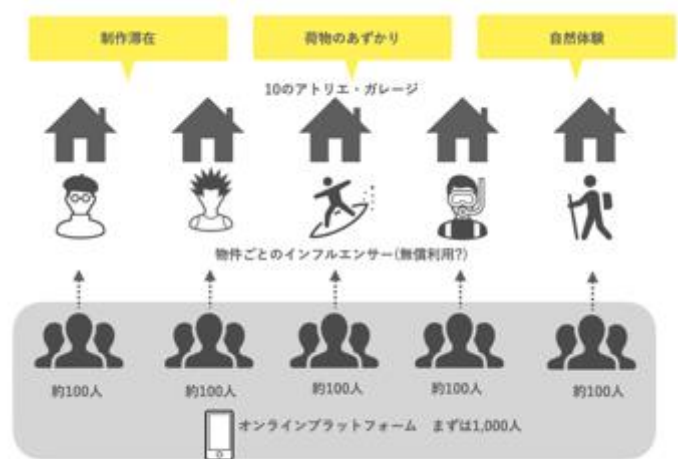 制作滞在
荷物のあずかり
自然体験
10のアトリエ・ガレージ
物件ごとのインフルエンサー(無償利用?)
約100人
約100人
約100人
約100人
約100人
オンラインプラットフォーム　まずは1,000人